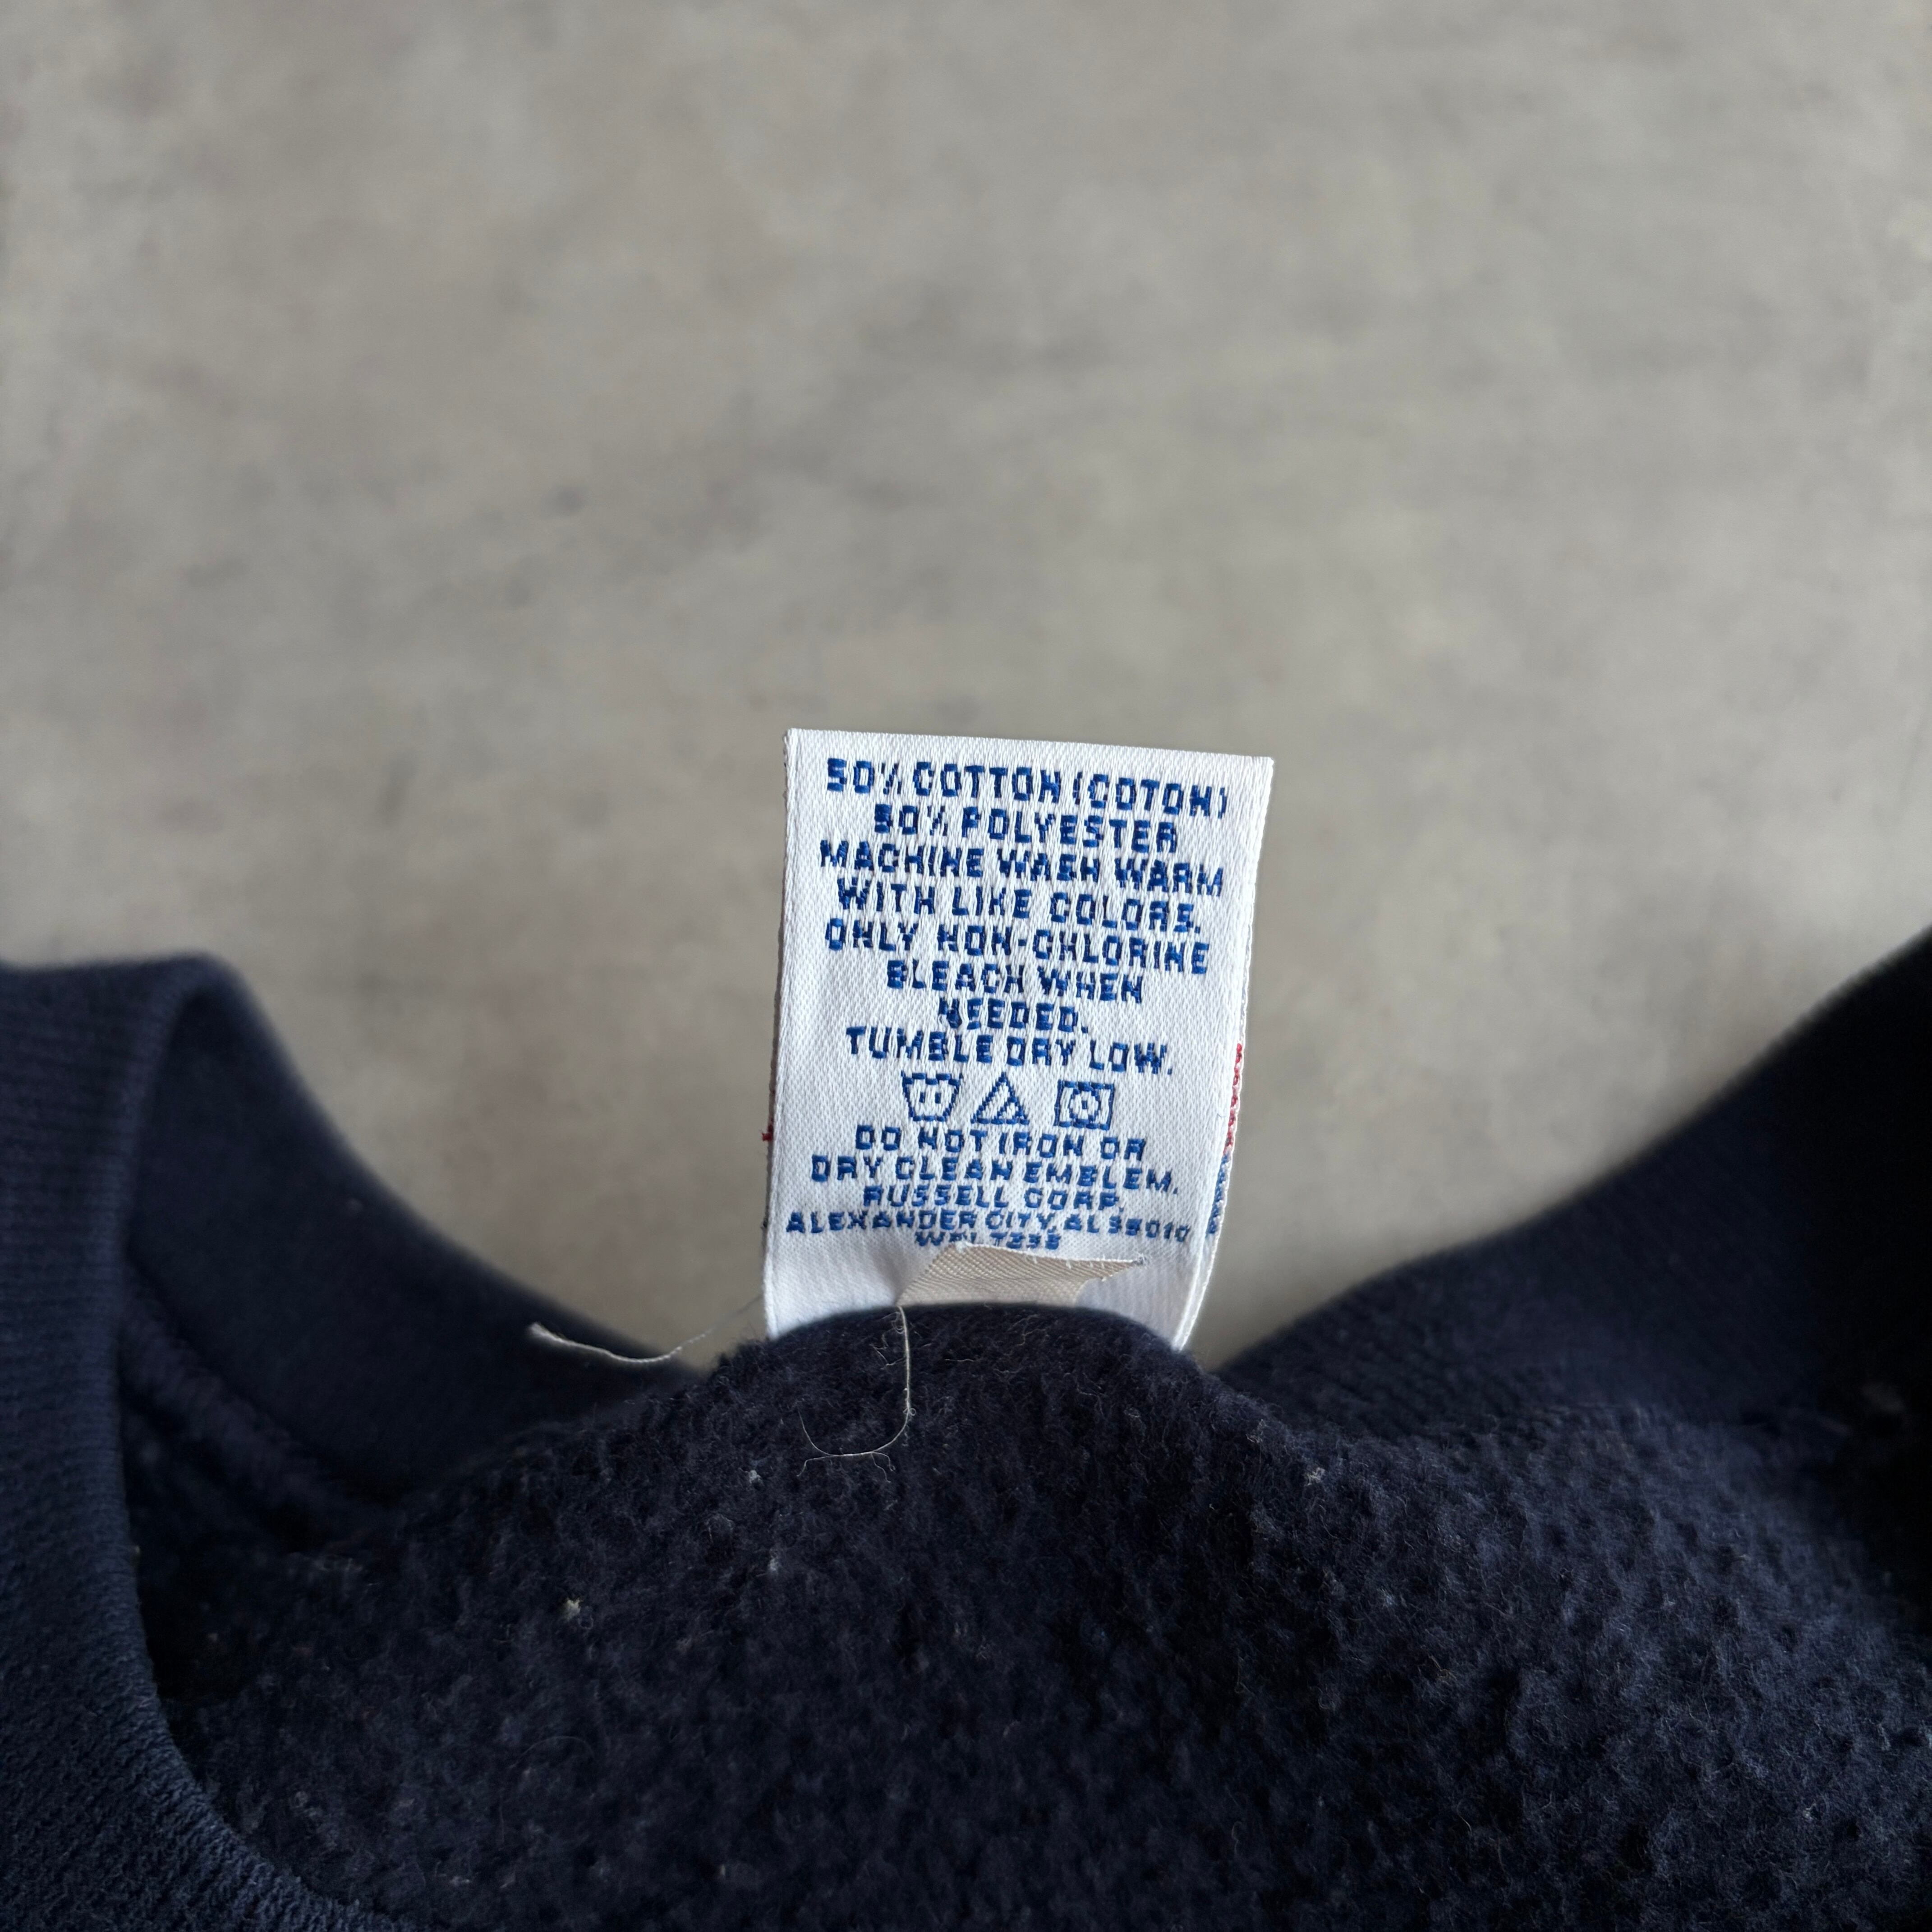 50% COTTON (COTON)
50% POLYESTER
MACHINE WASH WARM
WITH LIKE COLORS.
ONLY NON-CHLORINE
BLEACH WHEN
NEEDED.
TUMBLE DRY LOW.
DO NOT IRON OR
DRY CLEAN EMBLEM.
RUSSELL CORP.
ALEXANDER CITY, AL 35010